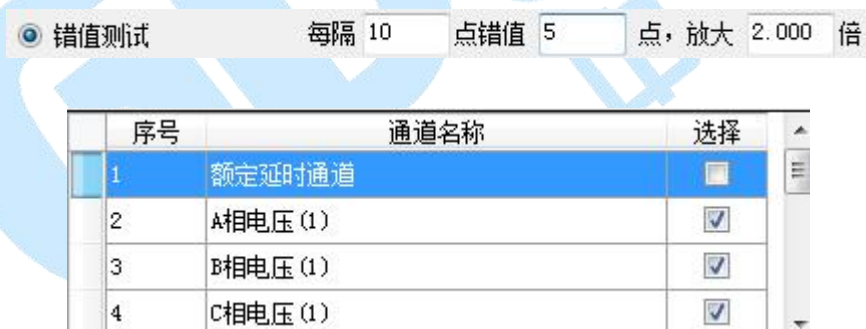 错值测试 每隔 10 点错值 5 点，放大 2.000 倍
序号 通道名称 选择
1 额定延时通道
2 A相电压(1)
3 B相电压(1)
4 C相电压(1)